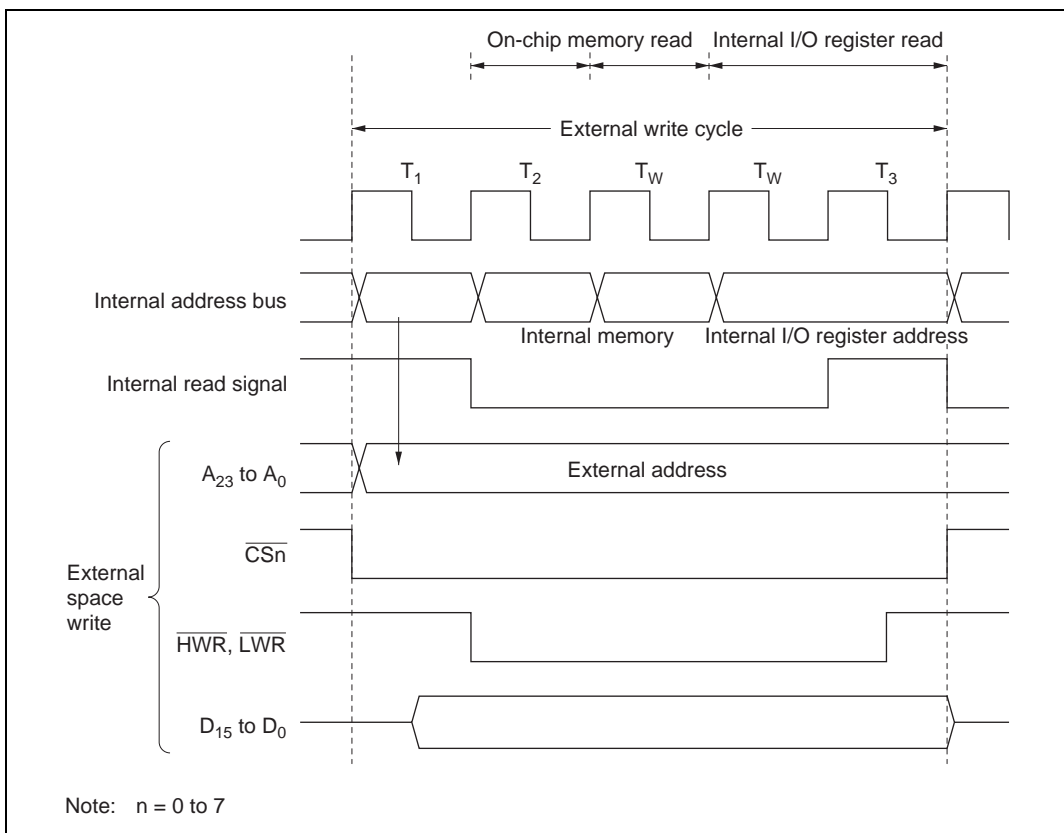 On-chip memory read Internal I/O register read
External write cycle
T1 T2 TW TW T3
Internal address bus
Internal memory Internal I/O register address
Internal read signal
A23 to A0
External address
CSn
External
space
write
HWR, LWR
D15 to D0
Note: n = 0 to 7